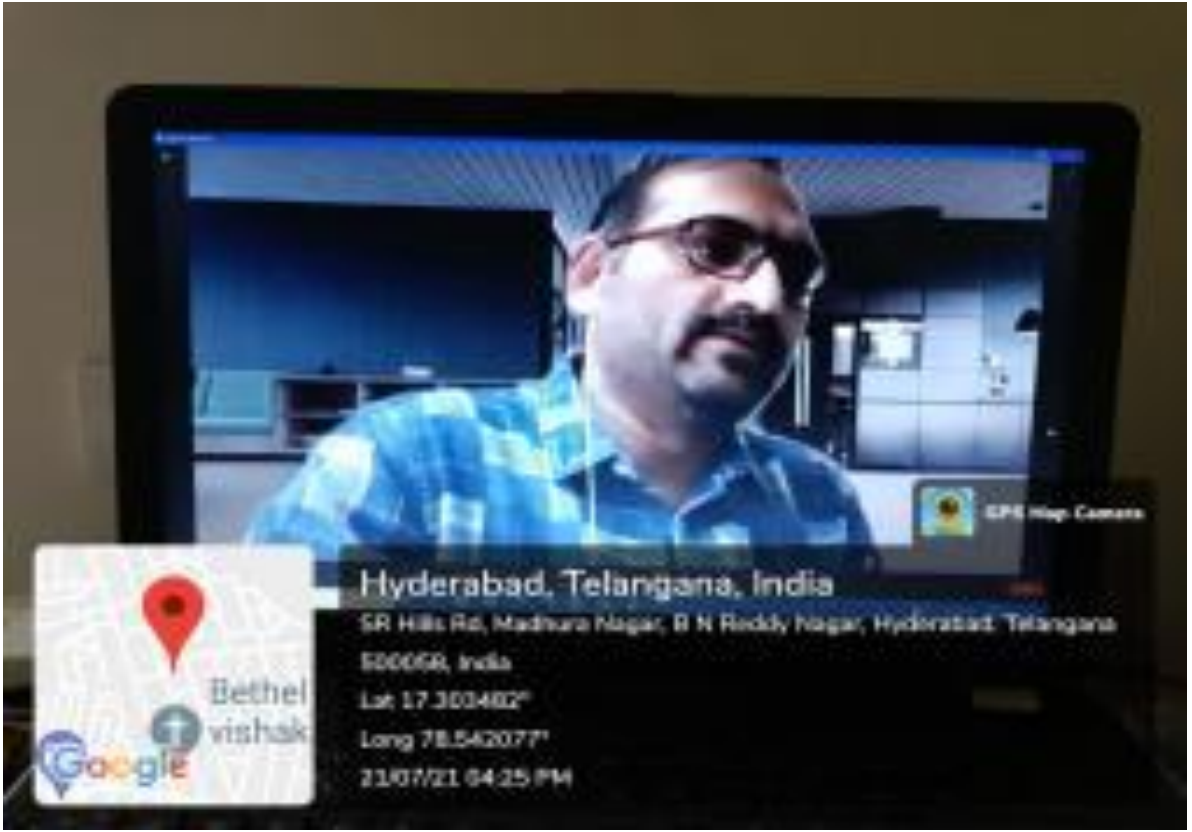 GPS Map Camera
Hyderabad, Telangana, India
SR Hills Rd, Madhura Nagar, B N Reddy Nagar, Hyderabad, Telangana
500058, India
Lat 17.303482°
Long 78.542077°
21/07/21 04:25 PM
Bethel
vishak
Google